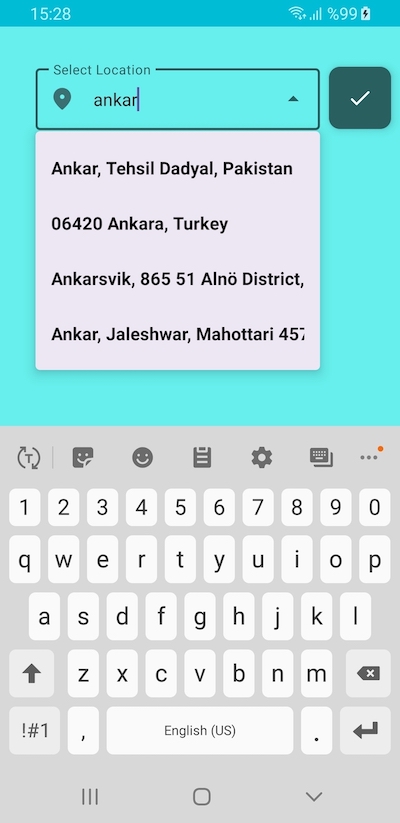 15:28
%99
Select Location
ankar
Ankar, Tehsil Dadyal, Pakistan
06420 Ankara, Turkey
Ankarsvik, 865 51 Alnö District,
Ankar, Jaleshwar, Mahottari 457
T
1 2 3 4 5 6 7 8 9 0
q w e r t y u i o p
a s d f g h j k l
z x c v b n m
!#1 , English (US) .